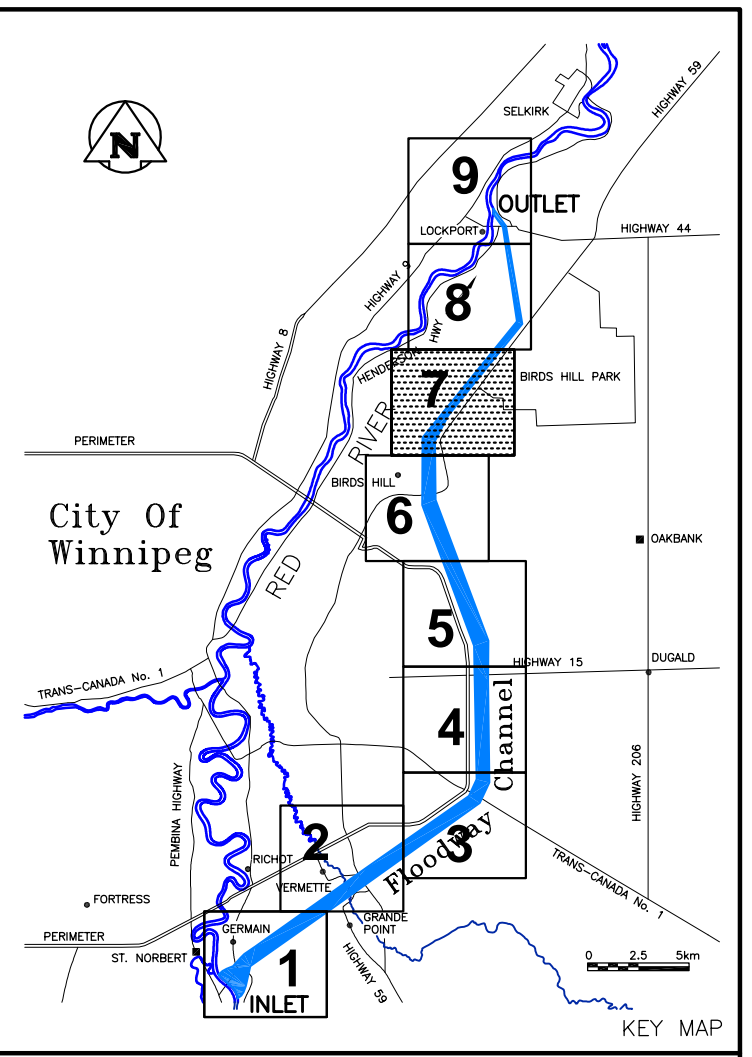 SELKIRK
HIGHWAY 59
N
9
OUTLET
LOCKPORT
HIGHWAY 44
HIGHWAY 9
8
HIGHWAY 8
HENDERSON HWY
7
BIRDS HILL PARK
PERIMETER
RED RIVER
BIRDS HILL
6
City Of
Winnipeg
OAKBANK
5
HIGHWAY 15
DUGALD
TRANS-CANADA No. 1
4
Floodway Channel
HIGHWAY 206
PEMBINA HIGHWAY
2
3
RICHOT
VERMETTE
TRANS-CANADA No. 1
FORTRESS
GRANDE
POINT
GERMAIN
PERIMETER
ST. NORBERT
1
INLET
HIGHWAY 59
0 2.5 5km
KEY MAP